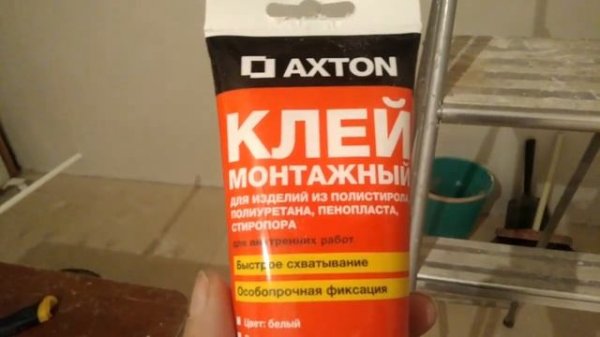 AXTON
КЛЕЙ
МОНТАЖНЫЙ
ДЛЯ ИЗДЕЛИЙ ИЗ ПОЛИСТИРОЛА,
ПОЛИУРЕТАНА, ПЕНОПЛАСТА,
СТИРОПОРА
для внутренних работ
Быстрое схватывание
Особопрочная фиксация
Цвет: белый